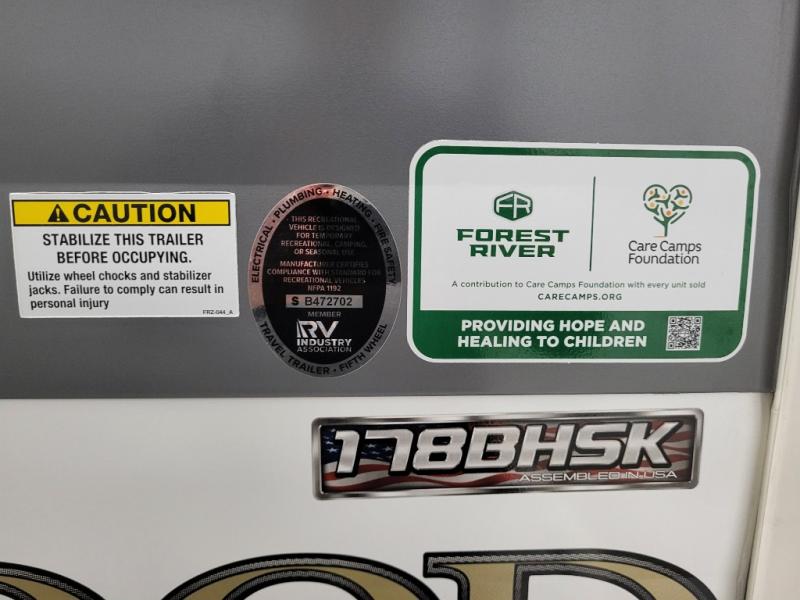 CAUTION
STABILIZE THIS TRAILER
BEFORE OCCUPYING.
Utilize wheel chocks and stabilizer
jacks. Failure to comply can result in
personal injury
FRZ-044_A
ELECTRICAL • PLUMBING • HEATING • FIRE SAFETY
THIS RECREATIONAL
VEHICLE IS DESIGNED
FOR TEMPORARY
RECREATIONAL, CAMPING,
OR SEASONAL USE
MANUFACTURER CERTIFIES
COMPLIANCE WITH STANDARD FOR
RECREATIONAL VEHICLES
NFPA 1192
S B472702
MEMBER
RV
INDUSTRY
ASSOCIATION
TRAVEL TRAILER • FIFTH WHEEL
FR
FOREST
RIVER
Care Camps
Foundation
A contribution to Care Camps Foundation with every unit sold
CARECAMPS.ORG
PROVIDING HOPE AND
HEALING TO CHILDREN
178BHSK
ASSEMBLED IN USA